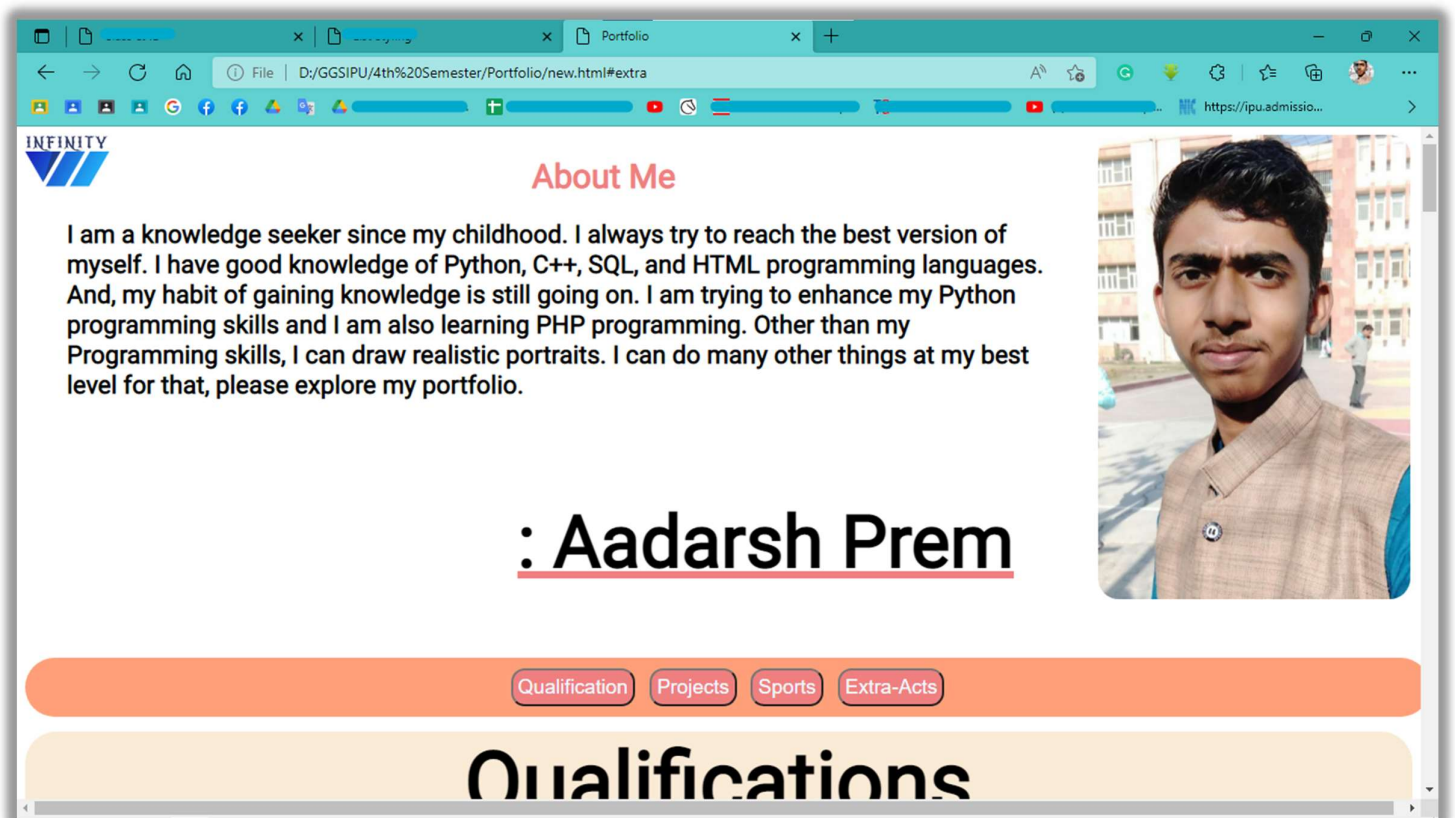 Portfolio
File
D:/GGSIPU/4th%20Semester/Portfolio/new.html#extra
https://ipu.admissio...
INFINITY
About Me
I am a knowledge seeker since my childhood. I always try to reach the best version of
myself. I have good knowledge of Python, C++, SQL, and HTML programming languages.
And, my habit of gaining knowledge is still going on. I am trying to enhance my Python
programming skills and I am also learning PHP programming. Other than my
Programming skills, I can draw realistic portraits. I can do many other things at my best
level for that, please explore my portfolio.
: Aadarsh Prem
Qualification Projects Sports Extra-Acts
Qualifications